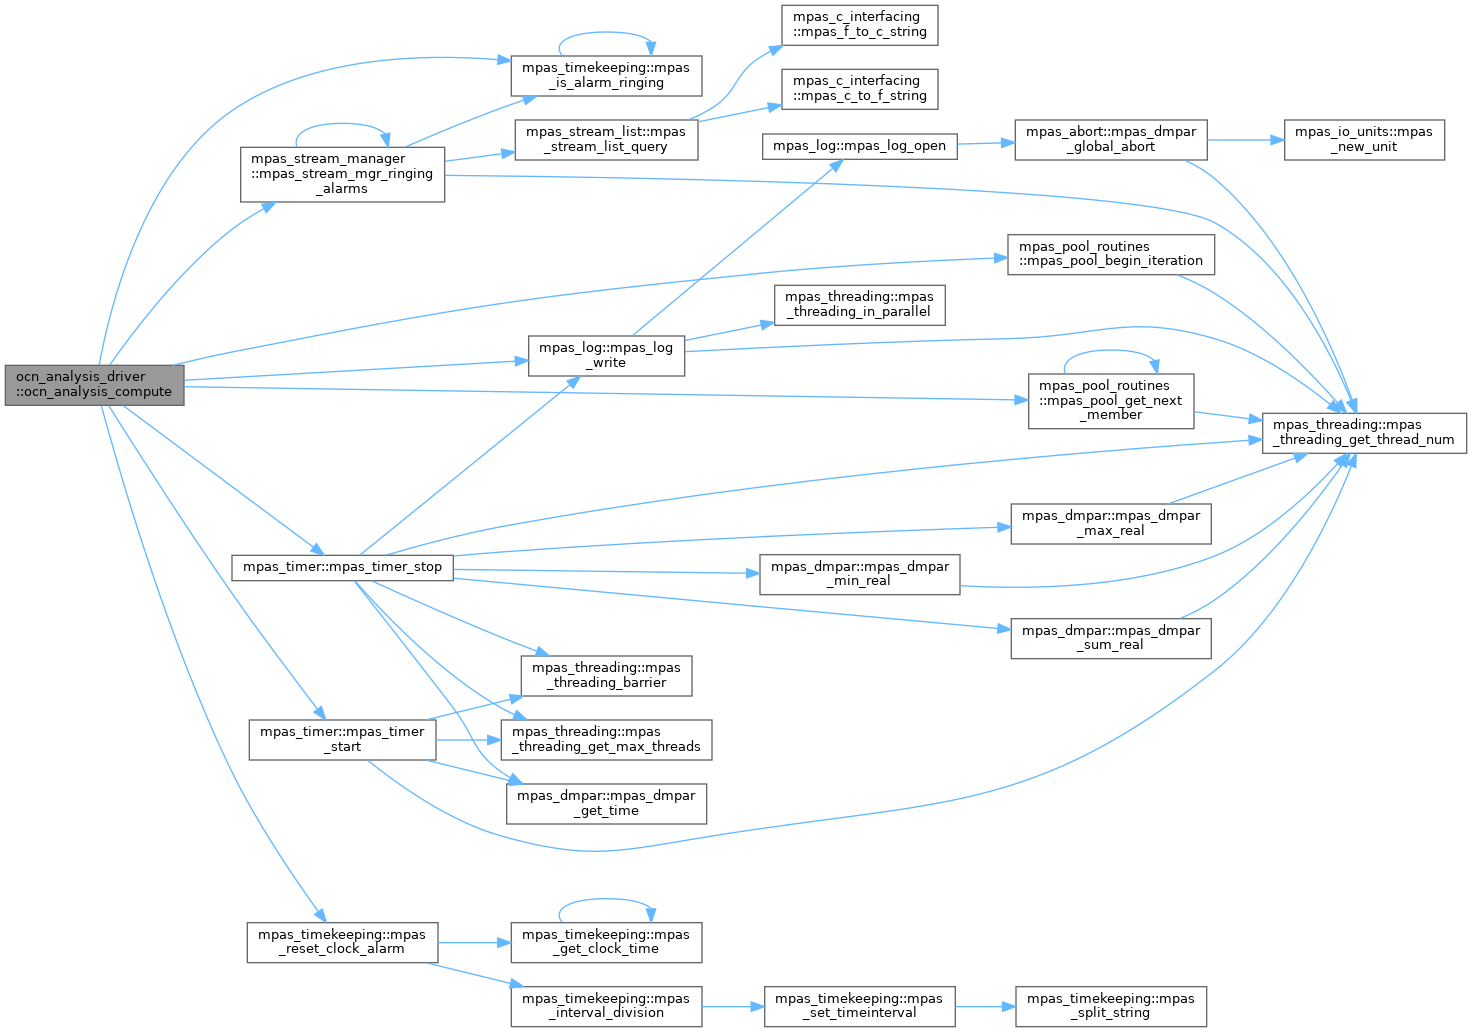 mpas_c_interfacing
::mpas_f_to_c_string
mpas_timekeeping::mpas
_is_alarm_ringing
mpas_c_interfacing
::mpas_c_to_f_string
mpas_stream_list::mpas
_stream_list_query
mpas_log::mpas_log_open
mpas_abort::mpas_dmpar
_global_abort
mpas_io_units::mpas
_new_unit
mpas_stream_manager
::mpas_stream_mgr_ringing
_alarms
mpas_pool_routines
::mpas_pool_begin_iteration
mpas_threading::mpas
_threading_in_parallel
mpas_log::mpas_log
_write
ocn_analysis_driver
::ocn_analysis_compute
mpas_pool_routines
::mpas_pool_get_next
_member
mpas_threading::mpas
_threading_get_thread_num
mpas_dmpar::mpas_dmpar
_max_real
mpas_timer::mpas_timer_stop
mpas_dmpar::mpas_dmpar
_min_real
mpas_dmpar::mpas_dmpar
_sum_real
mpas_threading::mpas
_threading_barrier
mpas_timer::mpas_timer
_start
mpas_threading::mpas
_threading_get_max_threads
mpas_dmpar::mpas_dmpar
_get_time
mpas_timekeeping::mpas
_reset_clock_alarm
mpas_timekeeping::mpas
_get_clock_time
mpas_timekeeping::mpas
_interval_division
mpas_timekeeping::mpas
_set_timeinterval
mpas_timekeeping::mpas
_split_string